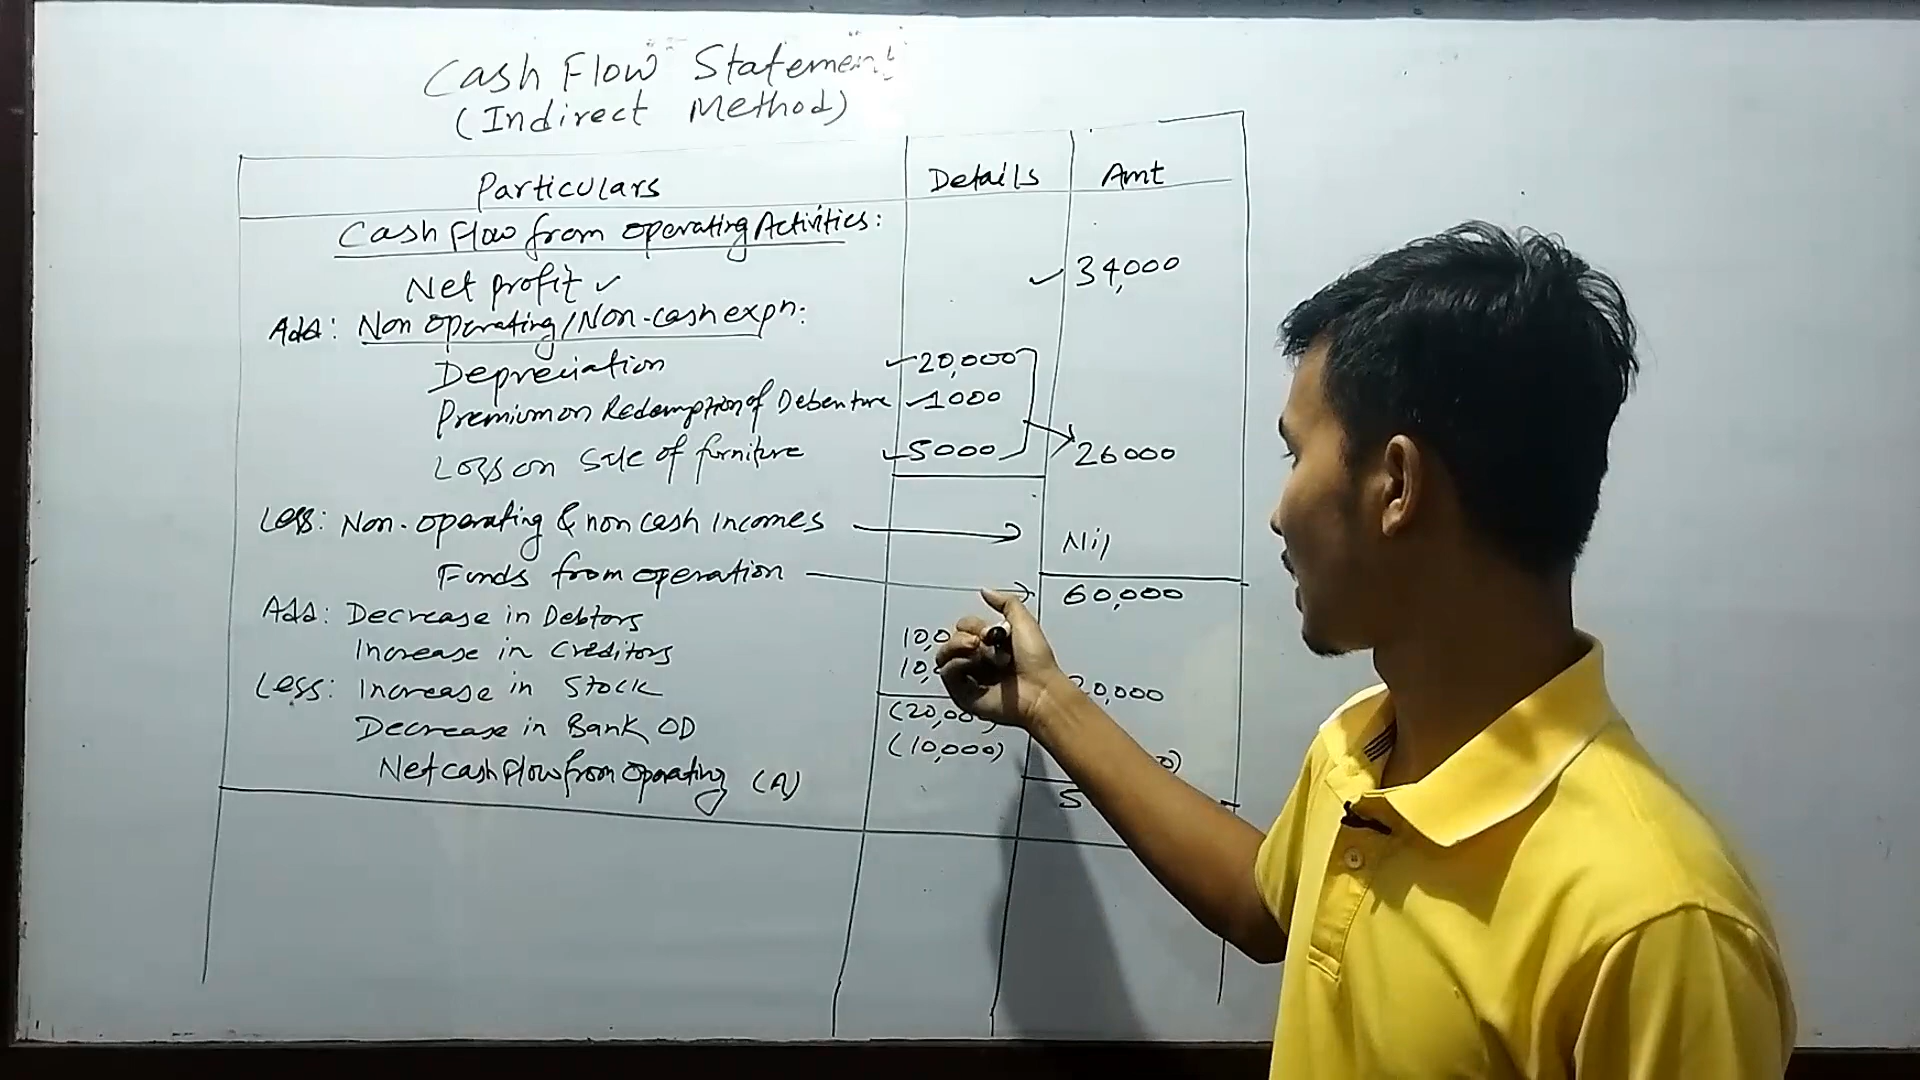 Cash Flow Statement
(Indirect Method)
Particulars Details Amt
Cash Flow from operating Activities:
Net profit ✓ ✓ 34,000
Add: Non operating/Non-cash expn:
Depreciation 20,000
Premium on Redemption of Debenture 1000
Loss on Sale of furniture 5000 26000
Less: Non-operating & non cash Incomes Nil
Funds from operation 60,000
Add: Decrease in Debtors
Increase in Creditors
Less: Increase in Stock
Decrease in Bank OD (10,000)
Net cash flow from operating (A)